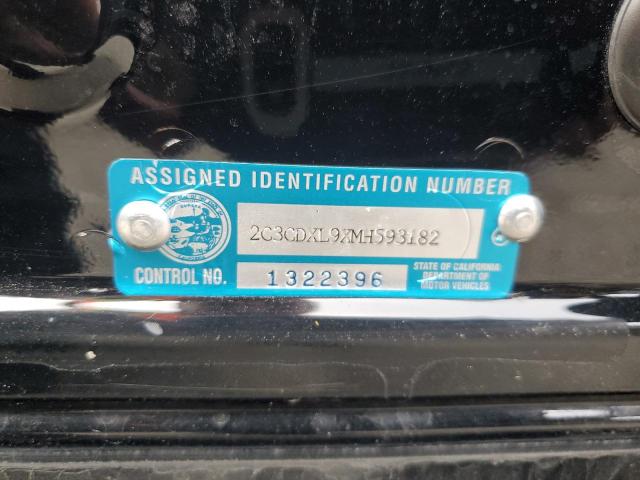 ASSIGNED IDENTIFICATION NUMBER
2C3CDXL9XMH593182
CONTROL NO. 1322396
STATE OF CALIFORNIA
DEPARTMENT OF
MOTOR VEHICLES